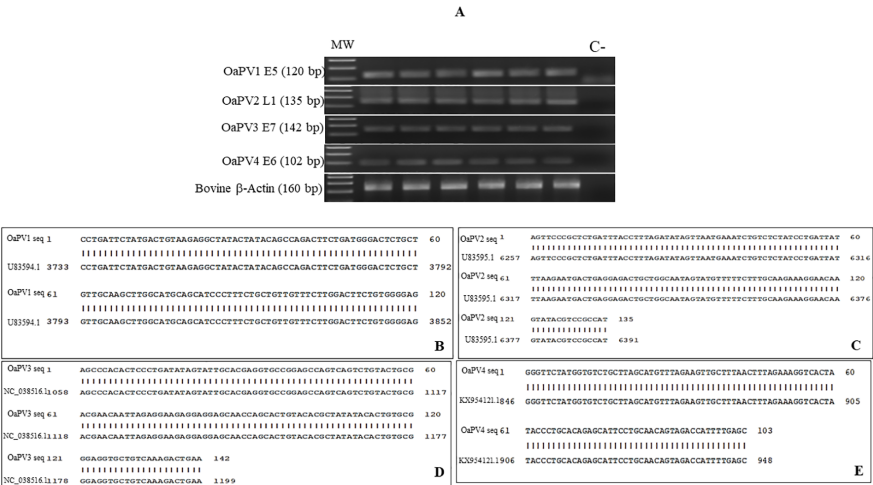 A
MW
C-
OaPV1 E5 (120 bp)
OaPV2 L1 (135 bp)
OaPV3 E7 (142 bp)
OaPV4 E6 (102 bp)
Bovine β-Actin (160 bp)
OaPV1 seq 1 CCTGATTCTATGACTGTAAGAGGCTATACTATACAGCCAGACTTCTGATGGGACTCTGCT 60
U83594.1 3733 CCTGATTCTATGACTGTAAGAGGCTATACTATACAGCCAGACTTCTGATGGGACTCTGCT 3792
OaPV1 seq 61 GTTGCAAGCTTGGCATGCAGCATCCCTTTCTGCTGTTGTTTCTTGGACTTCTGTGGGGAG 120
U83594.1 3793 GTTGCAAGCTTGGCATGCAGCATCCCTTTCTGCTGTTGTTTCTTGGACTTCTGTGGGGAG 3852
B
OaPV2 seq 1 AGTTCCCGCTCTGATTTACCTTTAGATATAGTTAATGAAATCTGTCTCTATCCTGATTAT 60
U83595.1 6257 AGTTCCCGCTCTGATTTACCTTTAGATATAGTTAATGAAATCTGTCTCTATCCTGATTAT 6316
OaPV2 seq 61 TTAAGAATGACTGAGGAGACTGCTGGCAATAGTATGTTTTTCTTTGCAAGAAAGGAACAA 120
U83595.1 6317 TTAAGAATGACTGAGGAGACTGCTGGCAATAGTATGTTTTTCTTTGCAAGAAAGGAACAA 6376
OaPV2 seq 121 GTATACGTCCGCCAT 135
U83595.1 6377 GTATACGTCCGCCAT 6391
C
OaPV3 seq 1 AGCCCACACTCCCTGATATAGTATTGCACGAGGTGCCGGAGCCAGTCAGTCTGTACTGCG 60
NC_038516.1 1058 AGCCCACACTCCCTGATATAGTATTGCACGAGGTGCCGGAGCCAGTCAGTCTGTACTGCG 1117
OaPV3 seq 61 ACGAACAATTAGAGGAAGAGGAGGAGCAACCAGCACTGTACACGCTATATACACTGTGCG 120
NC_038516.1 1118 ACGAACAATTAGAGGAAGAGGAGGAGCAACCAGCACTGTACACGCTATATACACTGTGCG 1177
OaPV3 seq 121 GGAGGTGCTGTCAAAGACTGAA 142
NC_038516.1 1178 GGAGGTGCTGTCAAAGACTGAA 1199
D
OaPV4 seq 1 GGGTTCTATGGTGTCTGCTTAGCATGTTTAGAAGTTGCTTTAACTTTAGAAAGGTCACTA 60
KX954121.1 846 GGGTTCTATGGTGTCTGCTTAGCATGTTTAGAAGTTGCTTTAACTTTAGAAAGGTCACTA 905
OaPV4 seq 61 TACCCTGCACAGAGCATTCCTGCAACAGTAGACCATTTTGAGC 103
KX954121.1 906 TACCCTGCACAGAGCATTCCTGCAACAGTAGACCATTTTGAGC 948
E